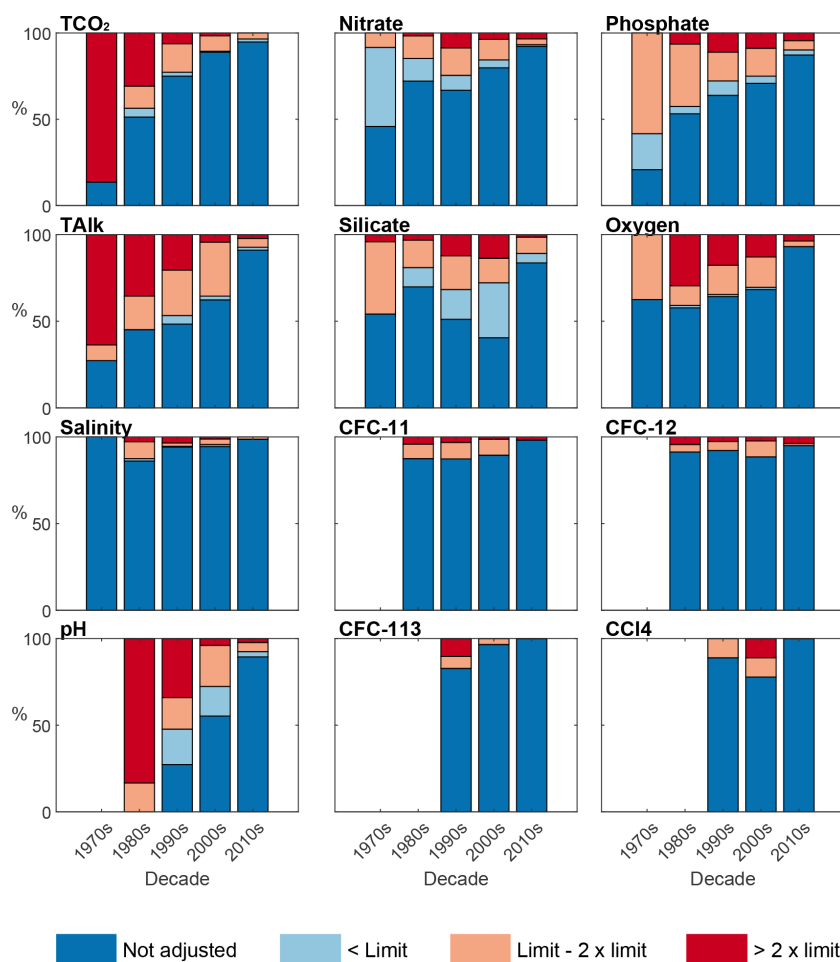 TCO₂ Nitrate Phosphate
100
%
50
0
TAlk Silicate Oxygen
100
%
50
0
Salinity CFC-11 CFC-12
100
%
50
0
pH CFC-113 CCl4
100
%
50
0
1970s 1980s 1990s 2000s 2010s 1970s 1980s 1990s 2000s 2010s 1970s 1980s 1990s 2000s 2010s
Decade Decade Decade
Not adjusted < Limit Limit - 2 x limit > 2 x limit